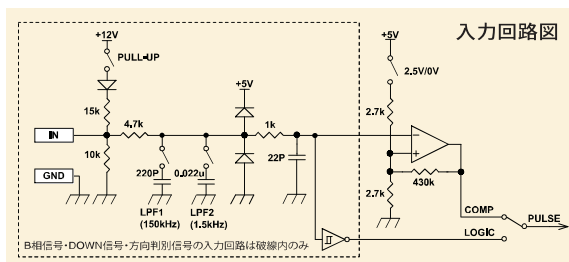 入力回路図
+12V
PULL-UP
+5V
2.5V/0V
+5V
15k
2.7k
IN
4.7k
1k
10k
22P
GND
220P
0.022u
430k
2.7k
LPF1
(150kHz)
LPF2
(1.5kHz)
COMP
PULSE
LOGIC
B相信号・DOWN信号・方向判別信号の入力回路は破線内のみ